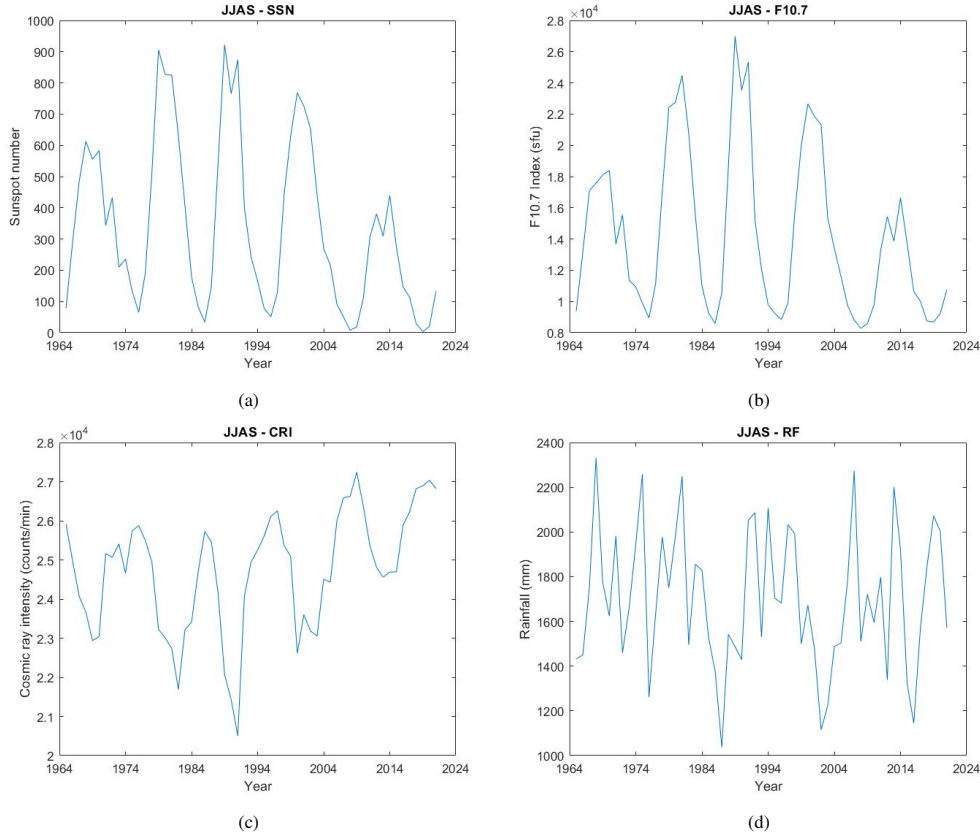 JJAS - SSN
1000
900
800
700
600
500
400
300
200
100
0
Sunspot number
1964 1974 1984 1994 2004 2014 2024
Year
(a)
JJAS - F10.7
×10⁴
2.8
2.6
2.4
2.2
2
1.8
1.6
1.4
1.2
1
0.8
F10.7 Index (sfu)
1964 1974 1984 1994 2004 2014 2024
Year
(b)
JJAS - CRI
×10⁴
2.8
2.7
2.6
2.5
2.4
2.3
2.2
2.1
2
Cosmic ray intensity (counts/min)
1964 1974 1984 1994 2004 2014 2024
Year
(c)
JJAS - RF
2400
2200
2000
1800
1600
1400
1200
1000
Rainfall (mm)
1964 1974 1984 1994 2004 2014 2024
Year
(d)